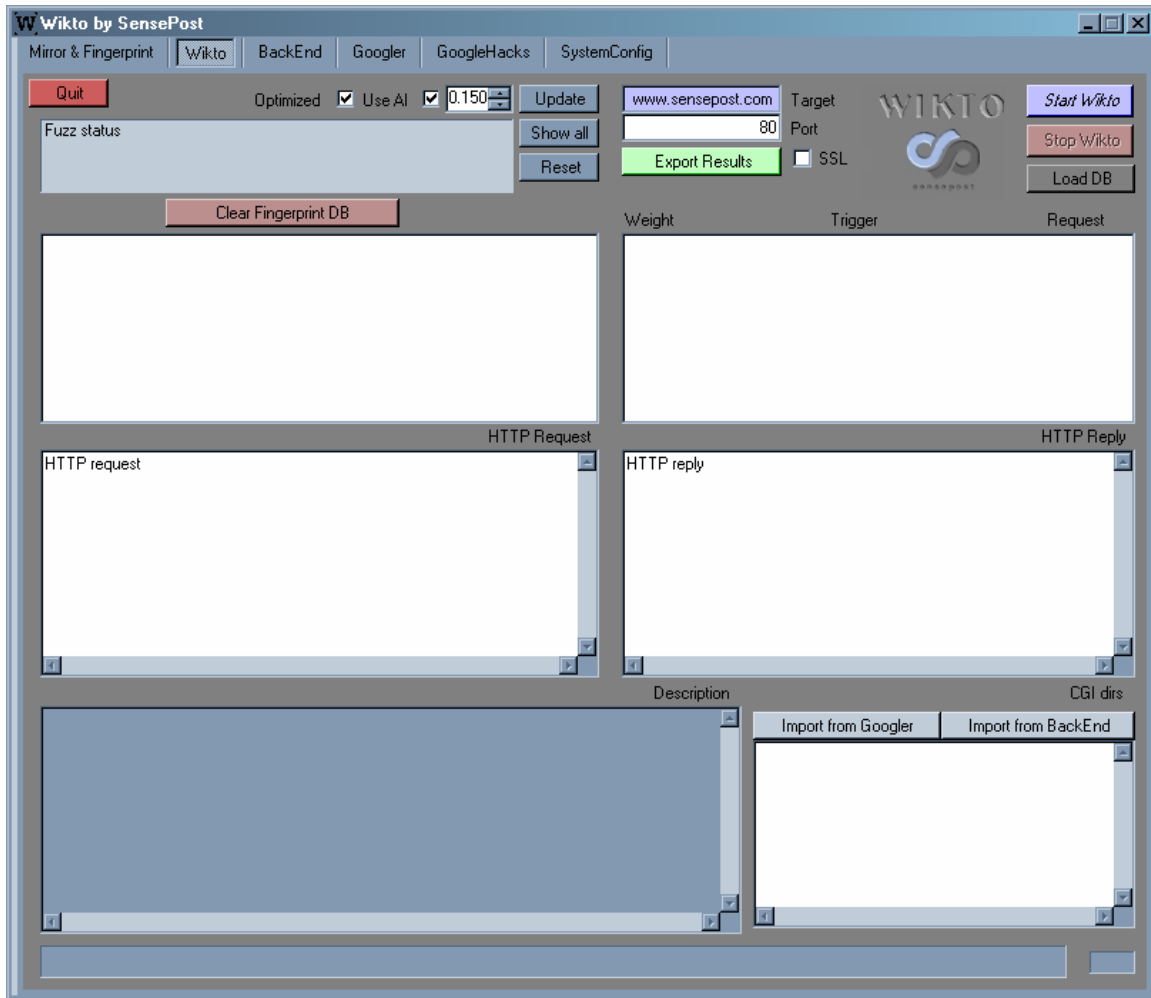 W Wikto by SensePost
Mirror & Fingerprint Wikto BackEnd Googler GoogleHacks SystemConfig
Quit Optimized Use AI 0.150 Update www.sensepost.com Target WIKTO Start Wikto
Fuzz status Show all 80 Port Stop Wikto
Reset Export Results SSL sensepost Load DB
Clear Fingerprint DB Weight Trigger Request
HTTP Request HTTP Reply
HTTP request HTTP reply
Description CGI dirs
Import from Googler Import from BackEnd